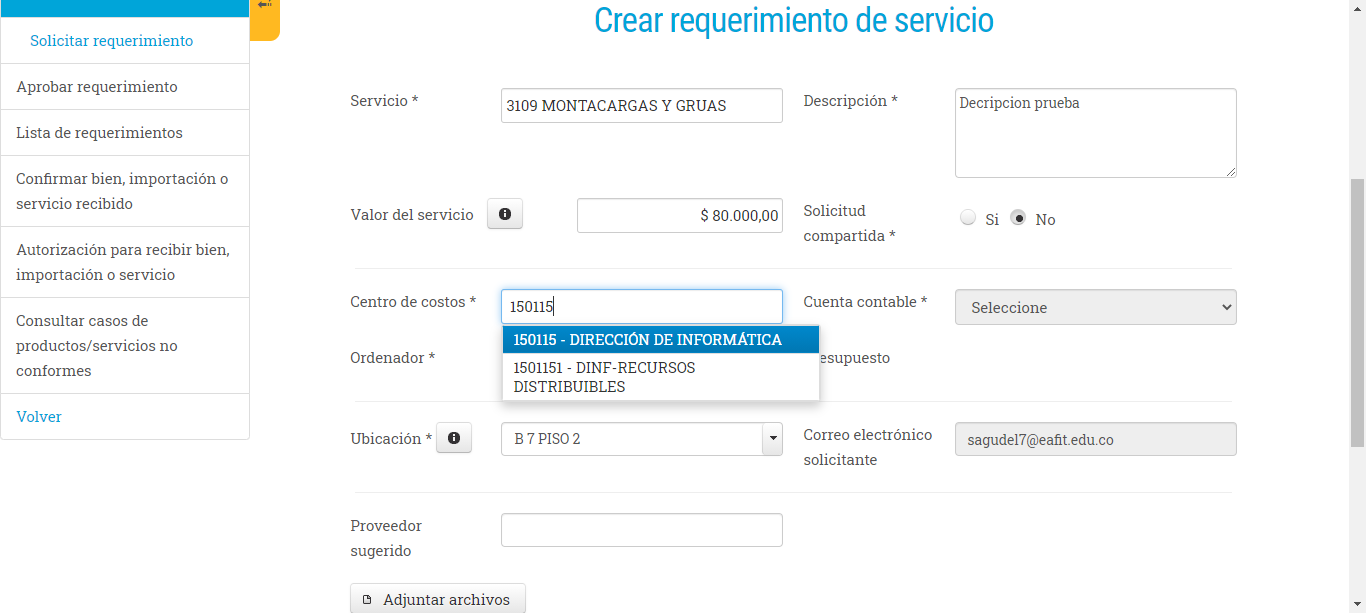 Crear requerimiento de servicio
Solicitar requerimiento
Aprobar requerimiento
Lista de requerimientos
Confirmar bien, importación o
servicio recibido
Autorización para recibir bien,
importación o servicio
Consultar casos de
productos/servicios no
conformes
Volver
Servicio *
3109 MONTACARGAS Y GRUAS
Descripción *
Decripcion prueba
Valor del servicio
$ 80.000,00
Solicitud
compartida *
Si
No
Centro de costos *
150115
Cuenta contable *
Seleccione
150115 - DIRECCIÓN DE INFORMÁTICA
1501151 - DINF-RECURSOS
DISTRIBUIBLES
Ordenador *
esupuesto
Ubicación *
B 7 PISO 2
Correo electrónico
solicitante
sagudel7@eafit.edu.co
Proveedor
sugerido
Adjuntar archivos